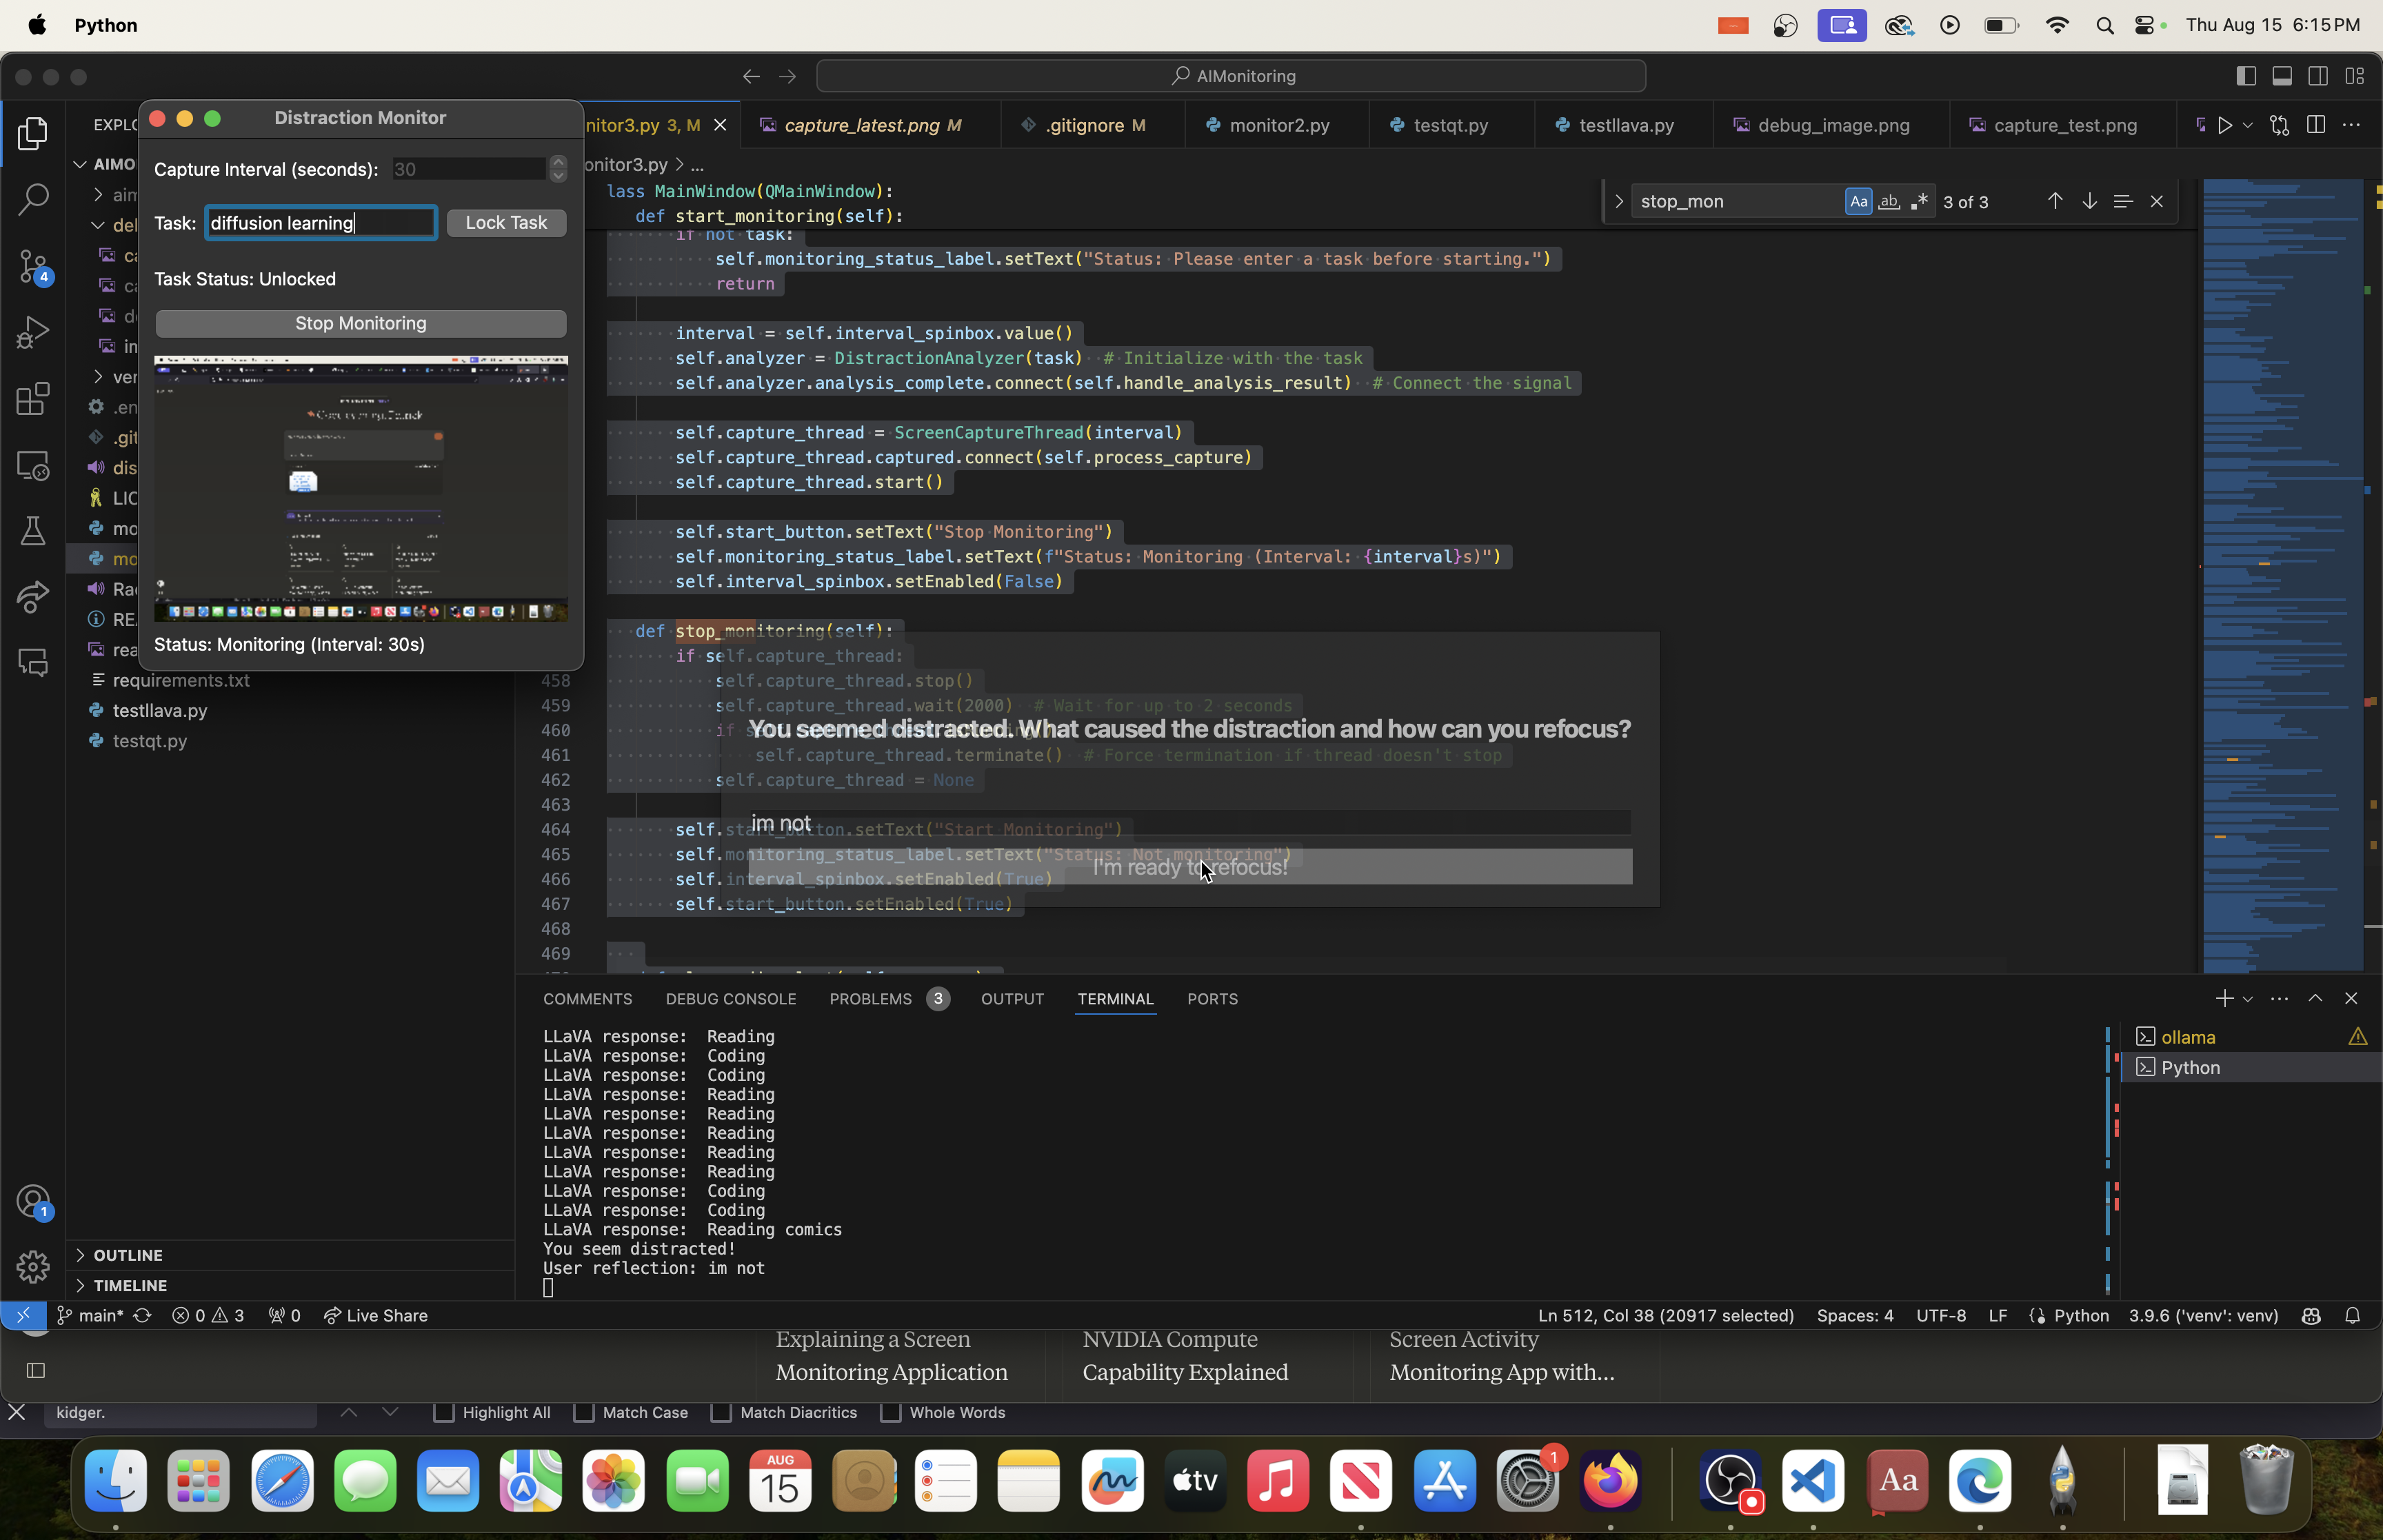 Python
Thu Aug 15 6:15 PM
AIMonitoring
Distraction Monitor
Capture Interval (seconds): 30
Task: diffusion learning Lock Task
Task Status: Unlocked
Stop Monitoring
Status: Monitoring (Interval: 30s)
EXPLO
AIMO
aim
del
ver
.en
.git
dis
LIC
mo
mo
Rac
RE
rea
requirements.txt
testllava.py
testqt.py
OUTLINE
TIMELINE
4
1
nitor3.py 3, M
capture_latest.png M
.gitignore M
monitor2.py
testqt.py
testllava.py
debug_image.png
capture_test.png
onitor3.py > ...
stop_mon Aa ab 3 of 3
lass MainWindow(QMainWindow):
def start_monitoring(self):
if not task:
self.monitoring_status_label.setText("Status: Please enter a task before starting.")
return
interval = self.interval_spinbox.value()
self.analyzer = DistractionAnalyzer(task) # Initialize with the task
self.analyzer.analysis_complete.connect(self.handle_analysis_result) # Connect the signal
self.capture_thread = ScreenCaptureThread(interval)
self.capture_thread.captured.connect(self.process_capture)
self.capture_thread.start()
self.start_button.setText("Stop Monitoring")
self.monitoring_status_label.setText(f"Status: Monitoring (Interval: {interval}s)")
self.interval_spinbox.setEnabled(False)
def stop_monitoring(self):
if self.capture_thread:
458 self.capture_thread.stop()
459 self.capture_thread.wait(2000) # Wait for up to 2 seconds
460 if
461 self.capture_thread.terminate() # Force termination if thread doesn't stop
462 self.capture_thread = None
463
464 self.start_button.setText("Start Monitoring")
465 self.monitoring_status_label.setText("Status: Not monitoring")
466 self.interval_spinbox.setEnabled(True)
467 self.start_button.setEnabled(True)
468
469
You seemed distracted. What caused the distraction and how can you refocus?
im not
I'm ready to refocus!
COMMENTS DEBUG CONSOLE PROBLEMS 3 OUTPUT TERMINAL PORTS
LLaVA response: Reading
LLaVA response: Coding
LLaVA response: Coding
LLaVA response: Reading
LLaVA response: Reading
LLaVA response: Reading
LLaVA response: Reading
LLaVA response: Reading
LLaVA response: Coding
LLaVA response: Coding
LLaVA response: Reading comics
You seem distracted!
User reflection: im not
ollama
Python
main* 0 3 0 Live Share
Ln 512, Col 38 (20917 selected) Spaces: 4 UTF-8 LF Python 3.9.6 ('venv': venv)
Explaining a Screen
Monitoring Application
NVIDIA Compute
Capability Explained
Screen Activity
Monitoring App with...
kidger. Highlight All Match Case Match Diacritics Whole Words
AUG
15
tv
1
Aa